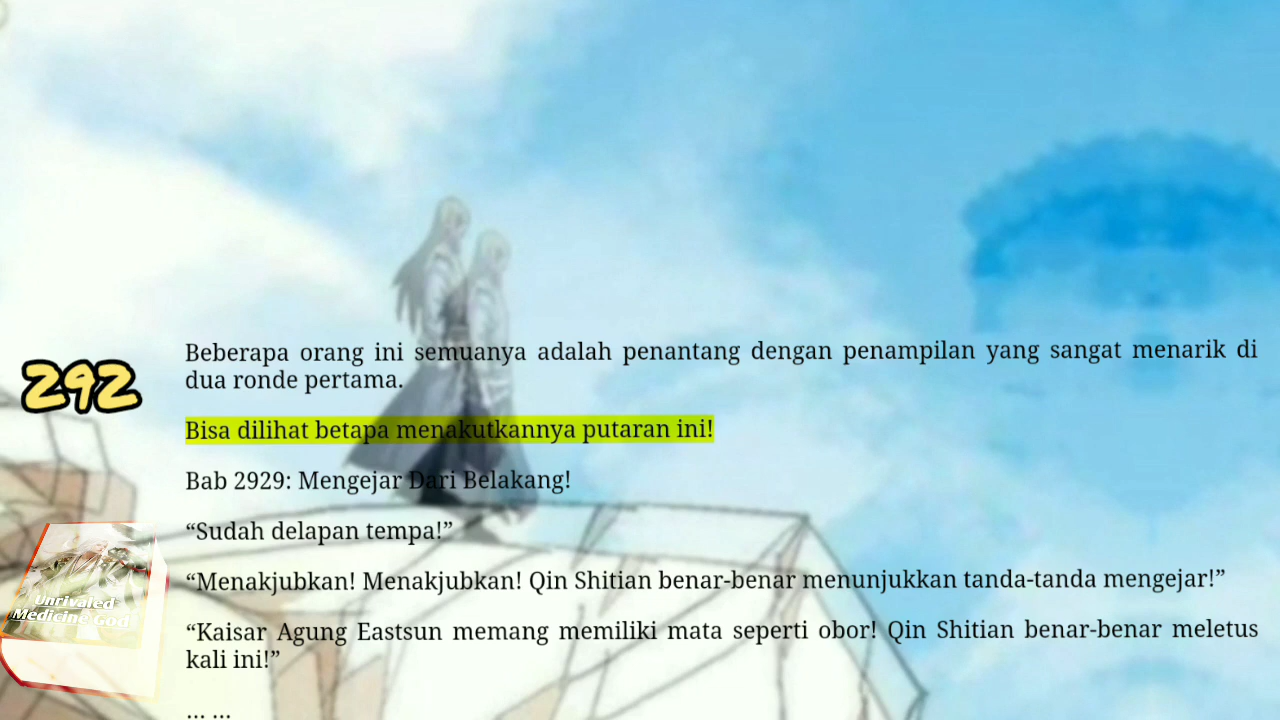 Beberapa orang ini semuanya adalah penantang dengan penampilan yang sangat menarik di
dua ronde pertama.
292
Bisa dilihat betapa menakutkannya putaran ini!
Bab 2929: Mengejar Dari Belakang!
“Sudah delapan tempa!”
“Menakjubkan! Menakjubkan! Qin Shitian benar-benar menunjukkan tanda-tanda mengejar!”
Unrivaled
Medicine God
“Kaisar Agung Eastsun memang memiliki mata seperti obor! Qin Shitian benar-benar meletus
kali ini!”
... ...